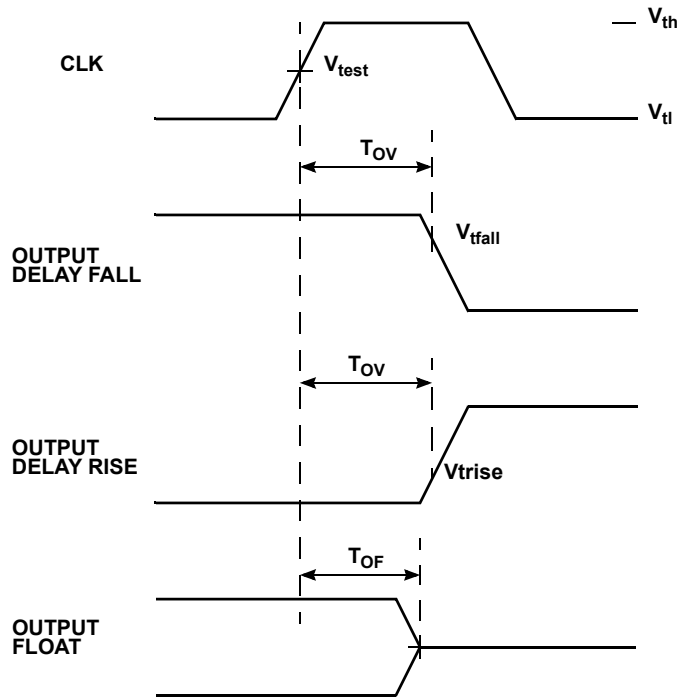 V_th
CLK
V_test
V_tl
T_OV
V_tfall
OUTPUT
DELAY FALL
T_OV
OUTPUT
DELAY RISE
Vtrise
T_OF
OUTPUT
FLOAT